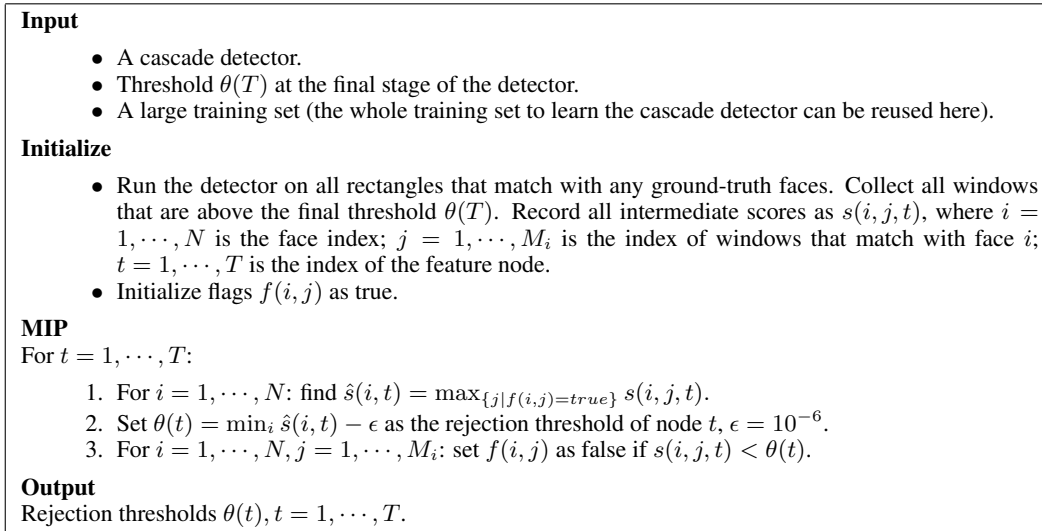 Input
• A cascade detector.
• Threshold θ(T) at the final stage of the detector.
• A large training set (the whole training set to learn the cascade detector can be reused here).
Initialize
• Run the detector on all rectangles that match with any ground-truth faces. Collect all windows
that are above the final threshold θ(T). Record all intermediate scores as s(i, j, t), where i =
1, ⋯ , N is the face index; j = 1, ⋯ , M_i is the index of windows that match with face i;
t = 1, ⋯ , T is the index of the feature node.
• Initialize flags f(i, j) as true.
MIP
For t = 1, ⋯ , T:
1. For i = 1, ⋯ , N: find ŝ(i, t) = max_{j|f(i,j)=true} s(i, j, t).
2. Set θ(t) = min_i ŝ(i, t) − ϵ as the rejection threshold of node t, ϵ = 10^{−6}.
3. For i = 1, ⋯ , N, j = 1, ⋯ , M_i: set f(i, j) as false if s(i, j, t) < θ(t).
Output
Rejection thresholds θ(t), t = 1, ⋯ , T.